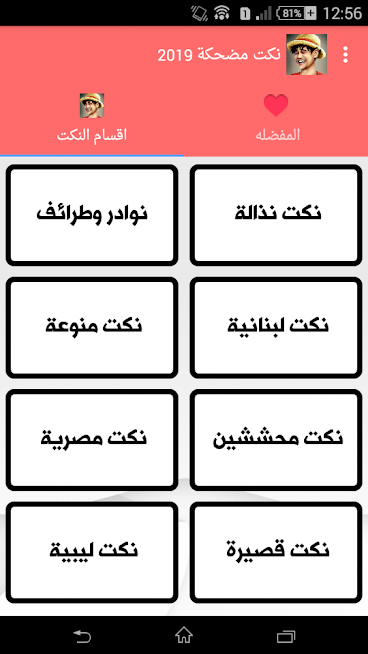 81%
12:56
نكت مضحكة 2019
المفضله
اقسام النكت
نكت نذالة
نوادر وطرائف
نكت لبنانية
نكت منوعة
نكت محششين
نكت مصرية
نكت قصيرة
نكت ليبية